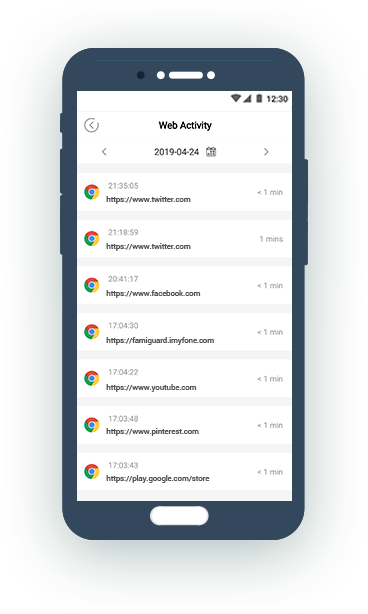 12:30
Web Activity
2019-04-24
21:35:05
https://www.twitter.com
< 1 min
21:18:59
https://www.twitter.com
1 mins
20:41:17
https://www.facebook.com
< 1 min
17:04:30
https://famiguard.imyfone.com
< 1 min
17:04:22
https://www.youtube.com
< 1 min
17:03:48
https://www.pinterest.com
< 1 min
17:03:43
https://play.google.com/store
< 1 min